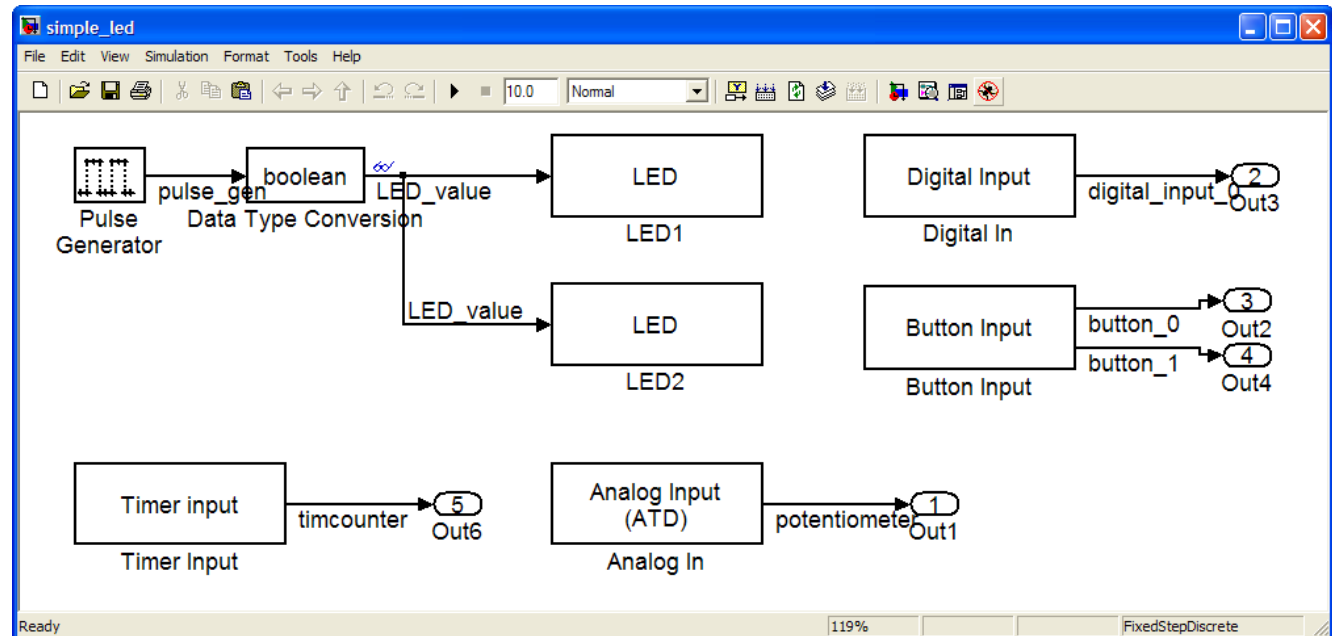 simple_led
File Edit View Simulation Format Tools Help
10.0 Normal
boolean
pulse_gen
LED_value
Pulse
Generator
Data Type Conversion
LED
LED1
Digital Input
digital_input_0
2
Out3
Digital In
LED_value
LED
LED2
Button Input
button_0
3
Out2
button_1
4
Out4
Button Input
Timer input
timcounter
5
Out6
Timer Input
Analog Input
(ATD)
potentiometer
1
Out1
Analog In
Ready 119% FixedStepDiscrete